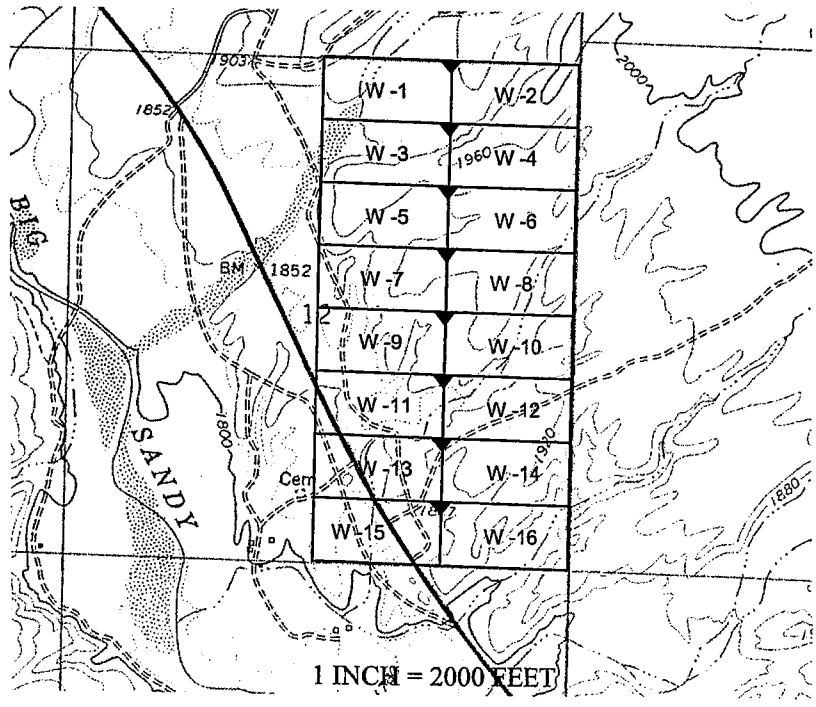 903
2000
1852
W-1
W-2
W-3
1960
W-4
BIG
W-5
W-6
BM
1852
W-7
W-8
12
W-9
W-10
1800
W-11
W-12
SANDY
W-13
1920
W-14
Cem
1880
W-15
W-16
1 INCH = 2000 FEET